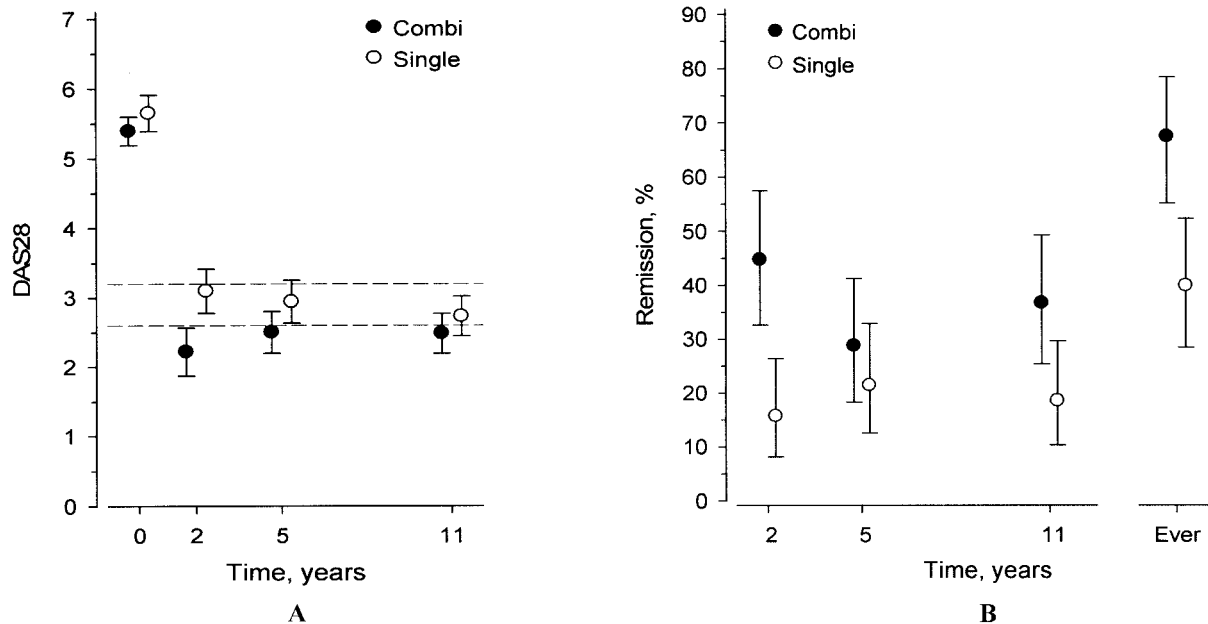 7
6
5
4
3
2
1
0
DAS28
Combi
Single
0 2 5 11
Time, years
A
90
80
70
60
50
40
30
20
10
0
Remission, %
Combi
Single
2 5 11 Ever
Time, years
B